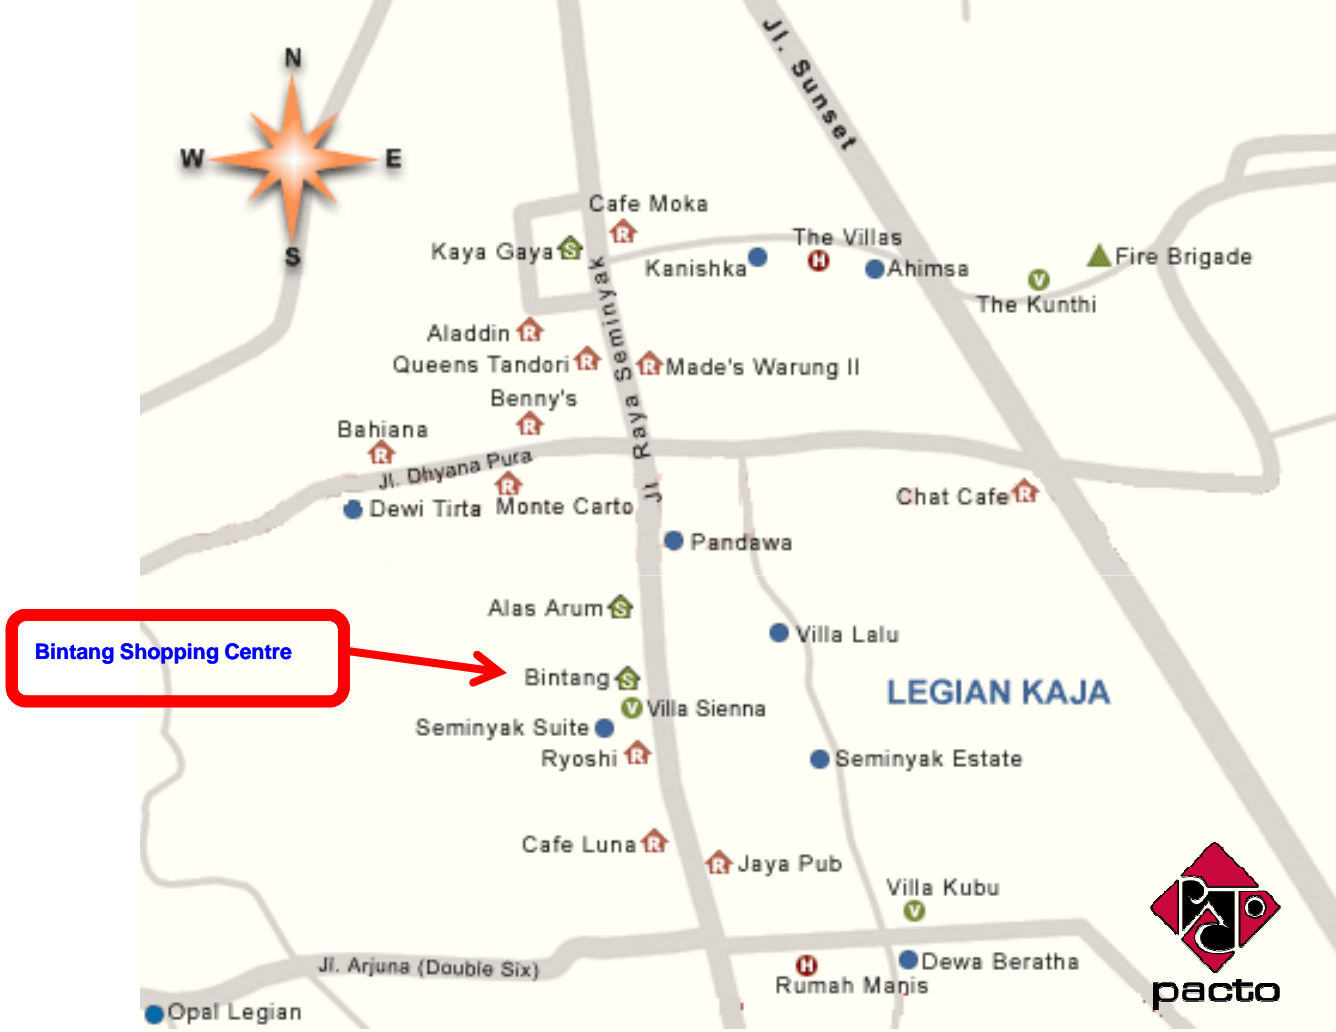 N
W
E
S
Jl. Sunset
Cafe Moka
Kaya Gaya
S
R
The Villas
Kanishka
H
Ahimsa
Fire Brigade
V
The Kunthi
Jl Raya Seminyak
Aladdin
R
Queens Tandori
R
R
Made's Warung II
Benny's
R
Bahiana
R
Jl. Dhyana Pura
R
Dewi Tirta
Monte Carto
Chat Cafe
R
Pandawa
Alas Arum
S
Villa Lalu
Bintang Shopping Centre
Bintang
S
LEGIAN KAJA
V
Villa Sienna
Seminyak Suite
Ryoshi
R
Seminyak Estate
Cafe Luna
R
R
Jaya Pub
Villa Kubu
V
PACTO
Jl. Arjuna (Double Six)
H
Dewa Beratha
Rumah Manis
pacto
Opal Legian